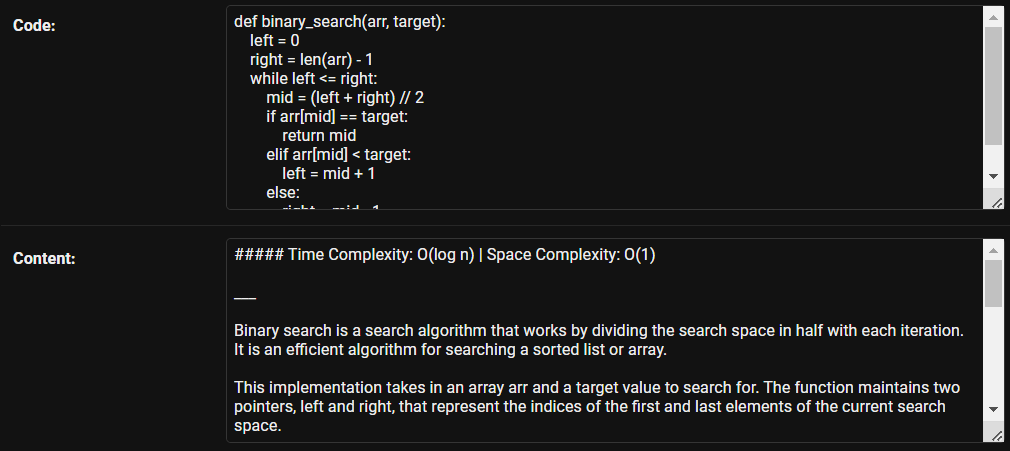 Code:
def binary_search(arr, target):
    left = 0
    right = len(arr) - 1
    while left <= right:
        mid = (left + right) // 2
        if arr[mid] == target:
            return mid
        elif arr[mid] < target:
            left = mid + 1
        else:
Content:
##### Time Complexity: O(log n) | Space Complexity: O(1)
___
Binary search is a search algorithm that works by dividing the search space in half with each iteration.
It is an efficient algorithm for searching a sorted list or array.
This implementation takes in an array arr and a target value to search for. The function maintains two
pointers, left and right, that represent the indices of the first and last elements of the current search
space.